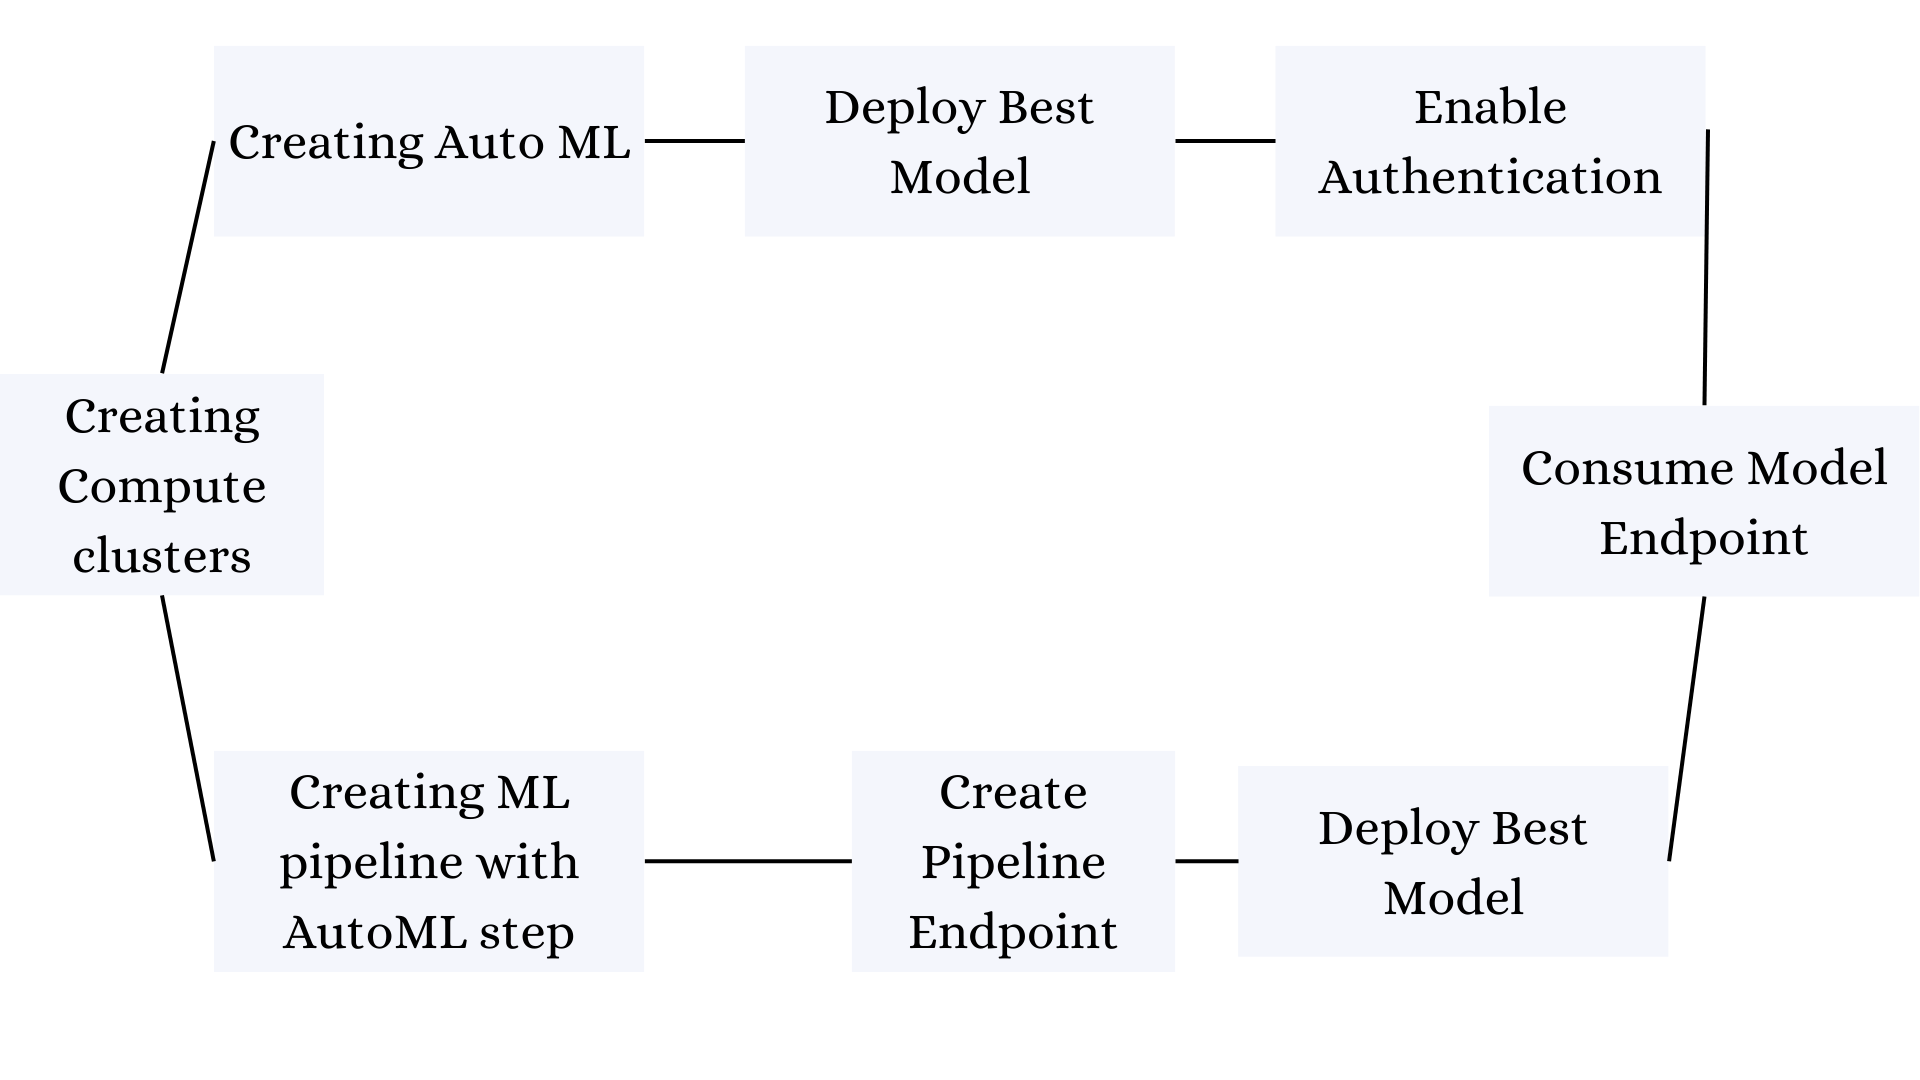 Creating Auto ML
Deploy Best
Model
Enable
Authentication
Creating
Compute
clusters
Consume Model
Endpoint
Creating ML
pipeline with
AutoML step
Create
Pipeline
Endpoint
Deploy Best
Model